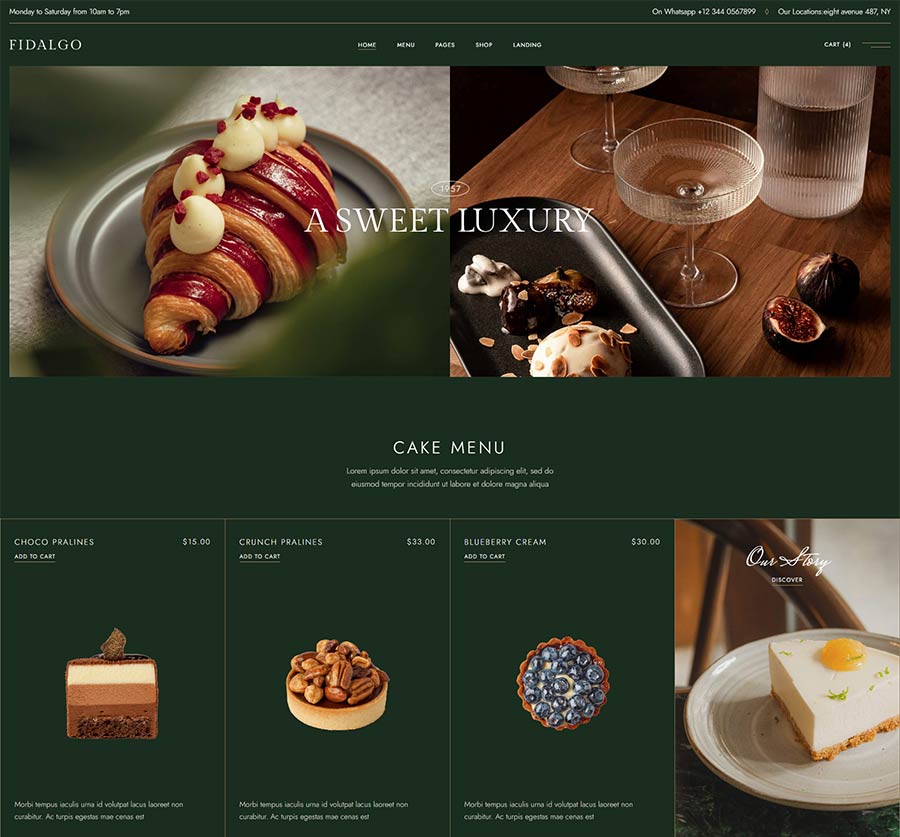 Monday to Saturday from 10am to 7pm
On Whatsapp +12 344 0567899 ◊ Our Locations:eight avenue 487, NY
FIDALGO
HOME MENU PAGES SHOP LANDING
CART (4)
1957
A SWEET LUXURY
CAKE MENU
Lorem ipsum dolor sit amet, consectetur adipiscing elit, sed do
eiusmod tempor incididunt ut labore et dolore magna aliqua
CHOCO PRALINES $15.00
ADD TO CART
Morbi tempus iaculis urna id volutpat lacus laoreet non
curabitur. Ac turpis egestas mae cenas est
CRUNCH PRALINES $33.00
ADD TO CART
Morbi tempus iaculis urna id volutpat lacus laoreet non
curabitur. Ac turpis egestas mae cenas est
BLUEBERRY CREAM $30.00
ADD TO CART
Morbi tempus iaculis urna id volutpat lacus laoreet non
curabitur. Ac turpis egestas mae cenas est
Our Story
DISCOVER